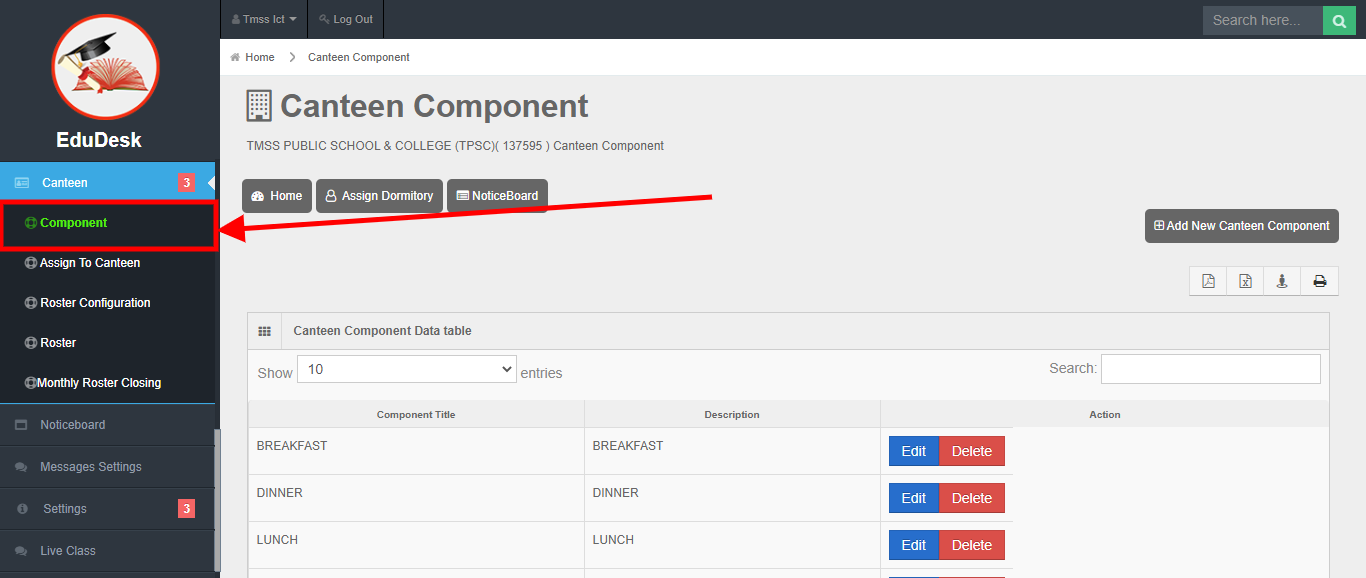 Tmss Ict
Log Out
Search here...
EduDesk
Home
Canteen Component
Canteen Component
TMSS PUBLIC SCHOOL & COLLEGE (TPSC)( 137595 ) Canteen Component
Canteen 3
Component
Assign To Canteen
Roster Configuration
Roster
Monthly Roster Closing
Noticeboard
Messages Settings
Settings 3
Live Class
Home
Assign Dormitory
NoticeBoard
Add New Canteen Component
Canteen Component Data table
Show 10 entries
Search:
Component Title Description Action
BREAKFAST BREAKFAST Edit Delete
DINNER DINNER Edit Delete
LUNCH LUNCH Edit Delete